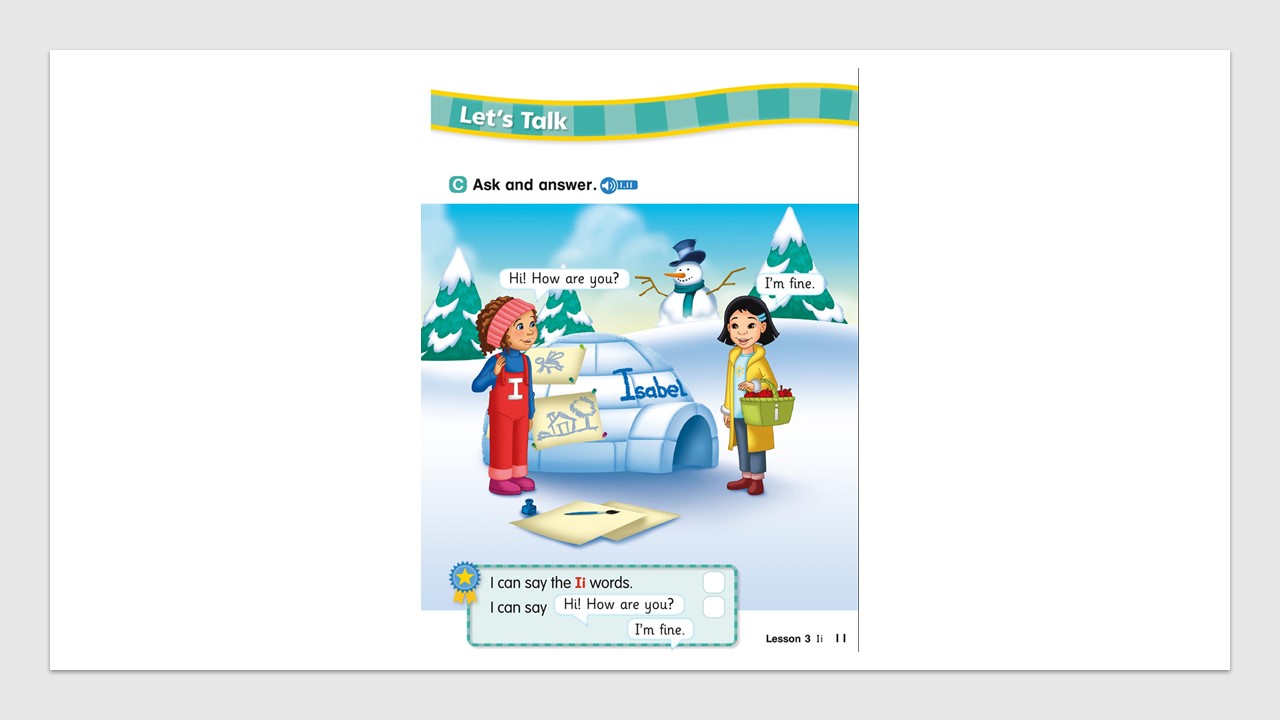 Let's Talk
C Ask and answer. 1.11
Hi! How are you?
I'm fine.
I
Isabel
i
I can say the Ii words.
I can say Hi! How are you?
I'm fine.
Lesson 3 Ii 11